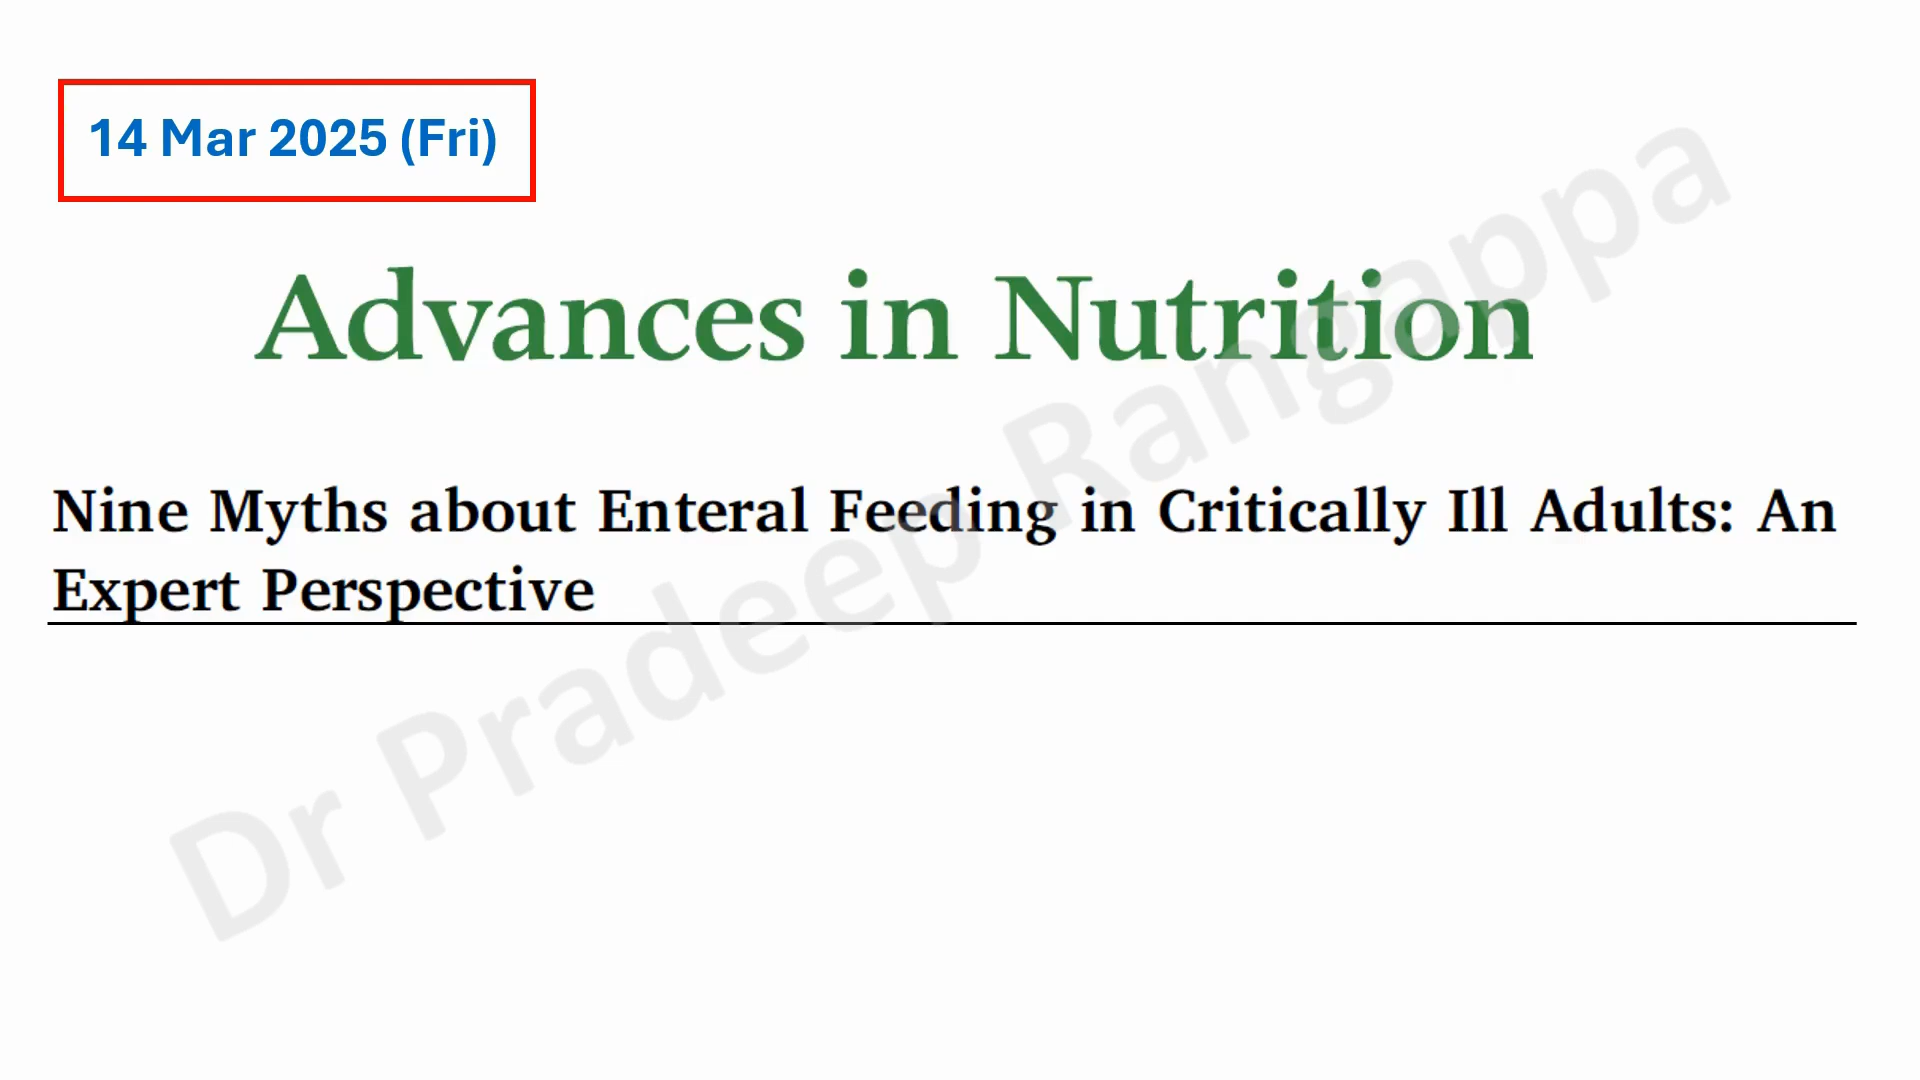 14 Mar 2025 (Fri)
Advances in Nutrition
Nine Myths about Enteral Feeding in Critically Ill Adults: An
Expert Perspective
Dr Pradeep Rangappa